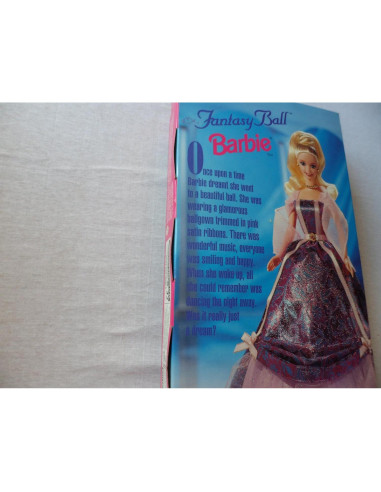 Fantasy Ball™
Barbie
Once upon a time
Barbie dreamt she went
to a beautiful ball. She was
wearing a glamorous
ballgown trimmed in pink
satin ribbons. There was
wonderful music, everyone
was smiling and happy.
When she woke up, all
she could remember was
dancing the night away.
Was it really just
a dream?